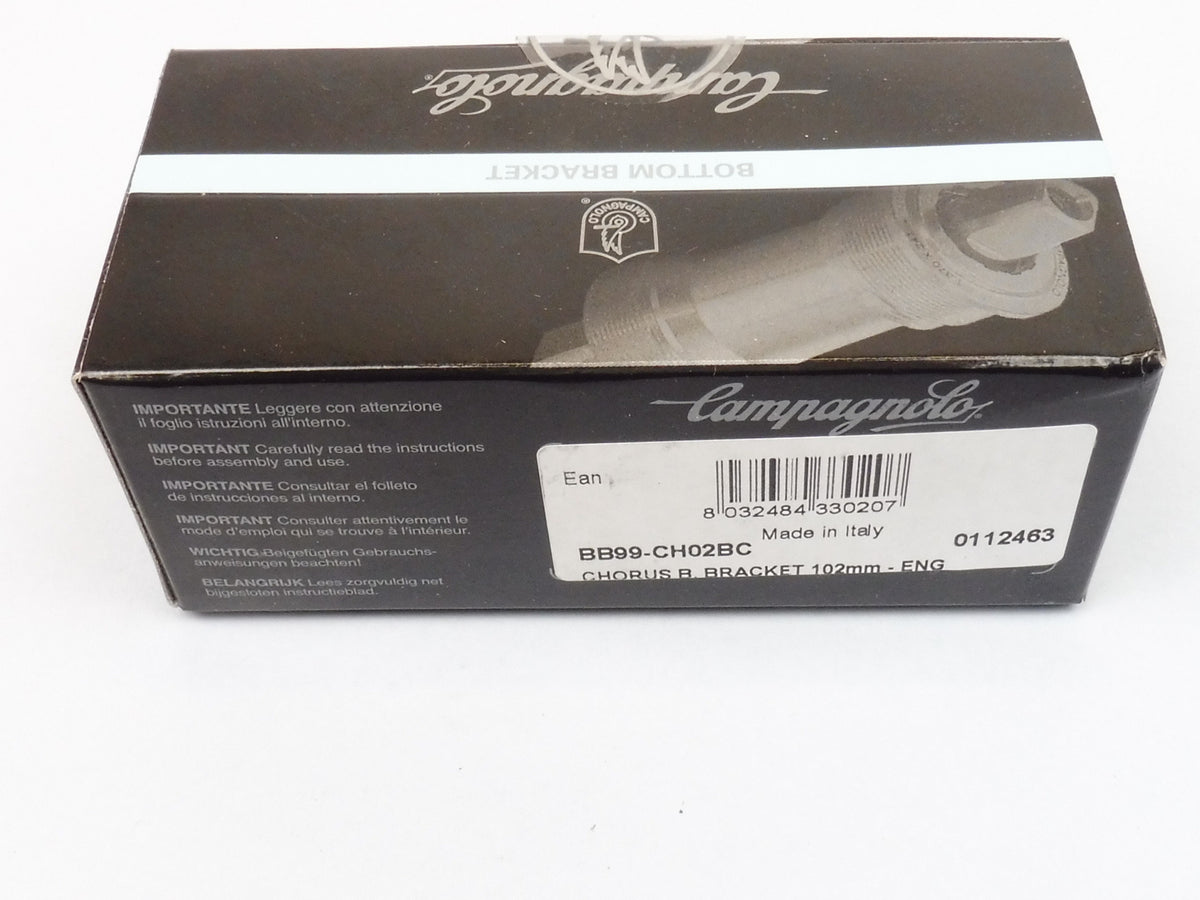 Campagnolo®
BOTTOM BRACKET
CAMPAGNOLO®
Campagnolo®
IMPORTANTE Leggere con attenzione
il foglio istruzioni all'interno.
IMPORTANT Carefully read the instructions
before assembly and use.
IMPORTANTE Consultar el folleto
de instrucciones al interno.
IMPORTANT Consulter attentivement le
mode d'emploi qui se trouve à l'intérieur.
WICHTIG Beigefügten Gebrauchs-
anweisungen beachten!
BELANGRIJK Lees zorgvuldig net
bijgesloten instructieblad.
Ean
8 032484 330207
Made in Italy
BB99-CH02BC
0112463
CHORUS B. BRACKET 102mm - ENG